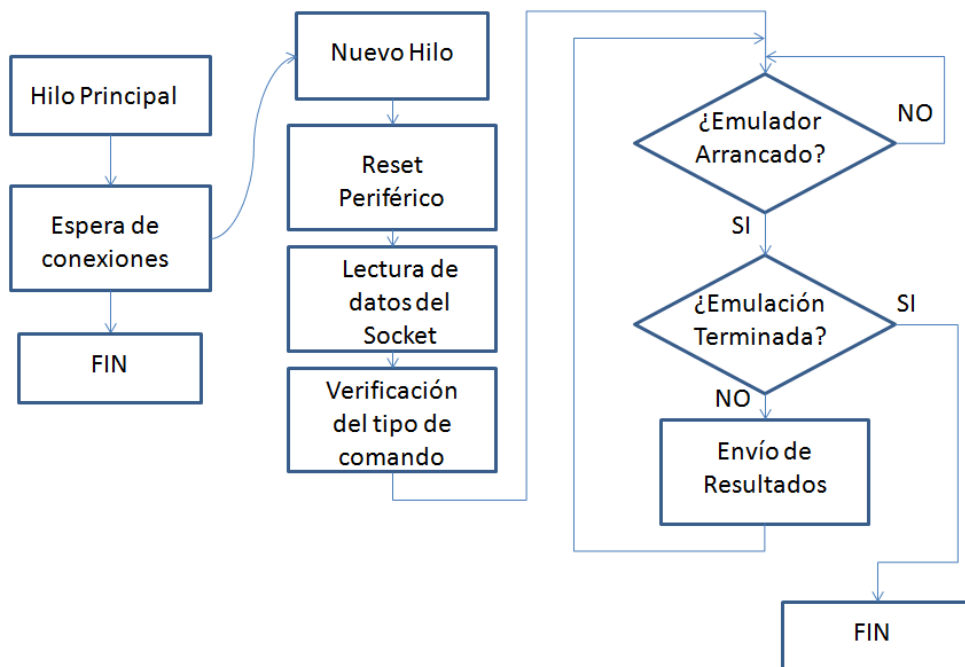 Hilo Principal
Espera de
conexiones
FIN
Nuevo Hilo
Reset
Periférico
Lectura de
datos del
Socket
Verificación
del tipo de
comando
¿Emulador
Arrancado?
NO
SI
¿Emulación
Terminada?
SI
NO
Envío de
Resultados
FIN